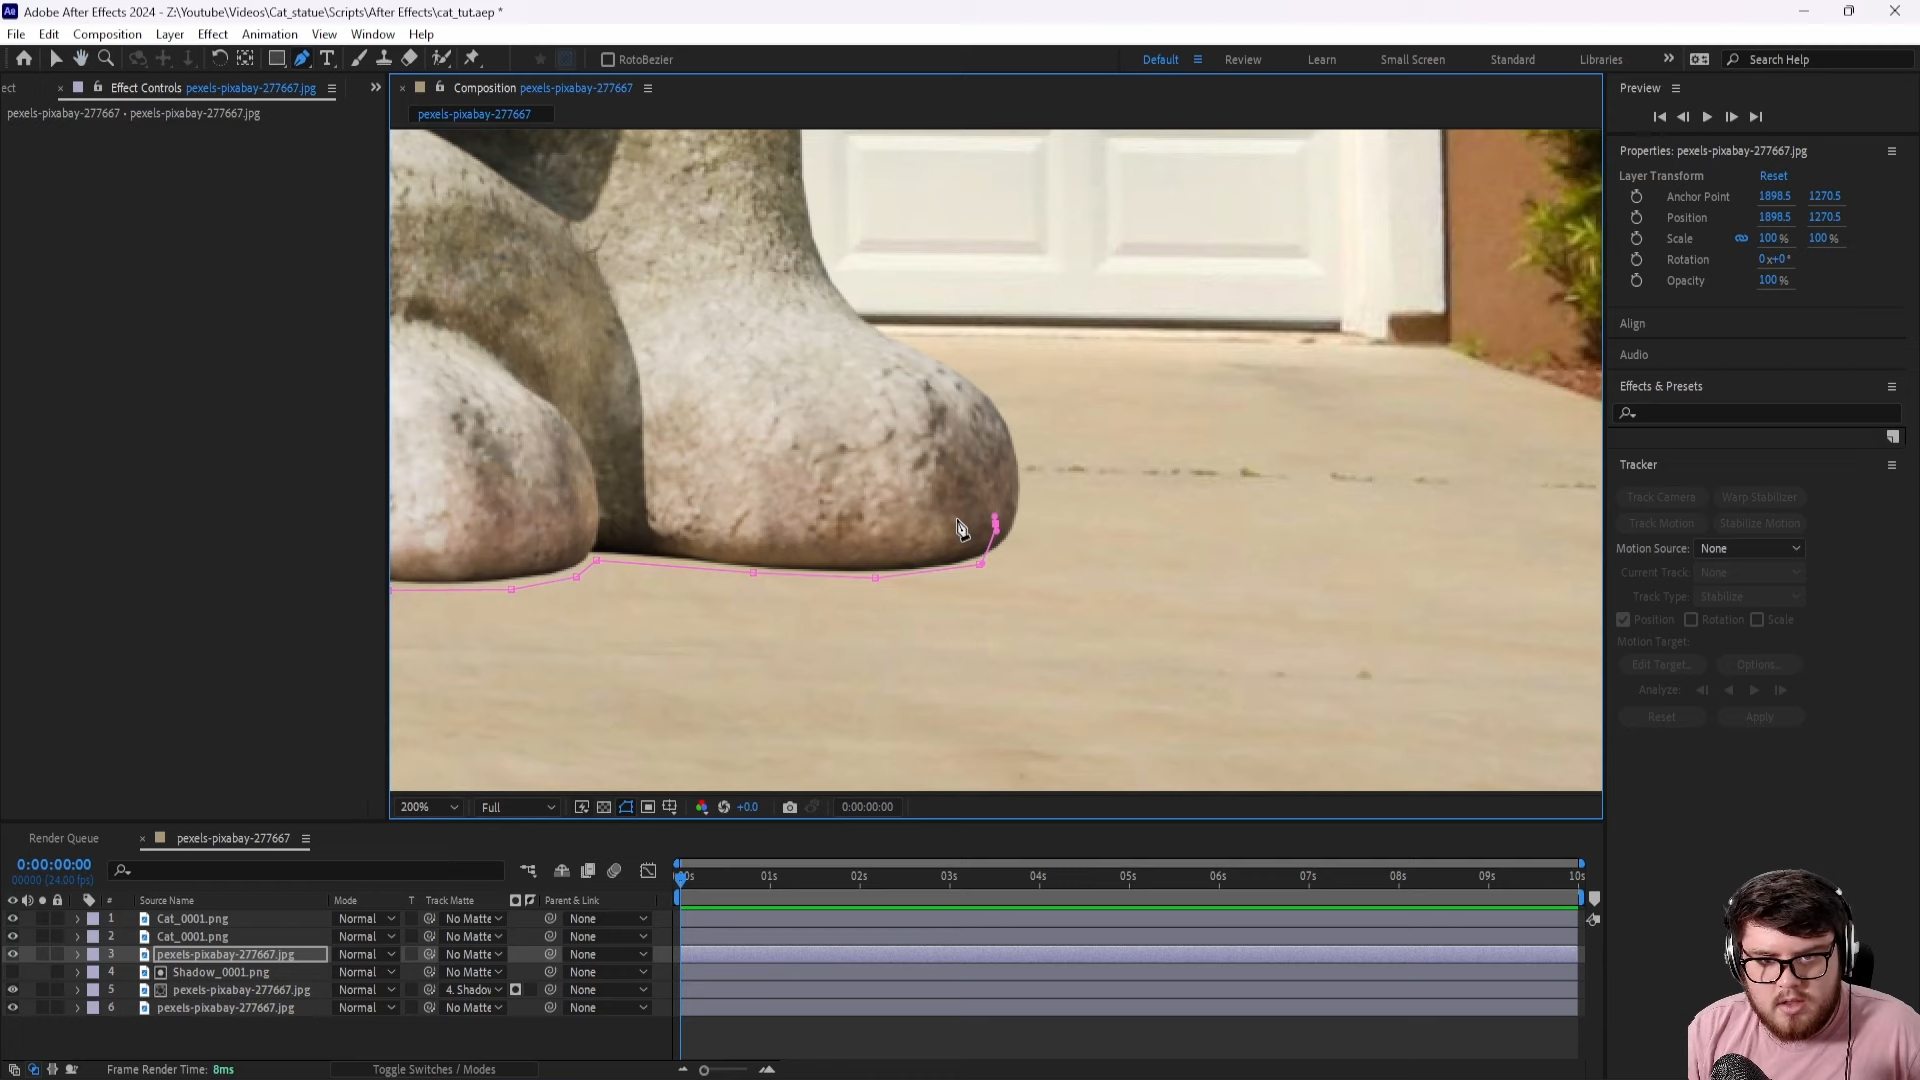 Ae Adobe After Effects 2024 - Z:\Youtube\Videos\Cat_statue\Scripts\After Effects\cat_tut.aep *
File Edit Composition Layer Effect Animation View Window Help
RotoBezier
Default Review Learn Small Screen Standard Libraries Search Help
ect Effect Controls pexels-pixabay-277667.jpg
pexels-pixabay-277667 • pexels-pixabay-277667.jpg
Composition pexels-pixabay-277667
pexels-pixabay-277667
Preview
Properties: pexels-pixabay-277667.jpg
Layer Transform Reset
Anchor Point 1898.5 1270.5
Position 1898.5 1270.5
Scale 100 % 100 %
Rotation 0x+0°
Opacity 100 %
Align
Audio
Effects & Presets
Tracker
Track Camera Warp Stabilizer
Track Motion Stabilize Motion
Motion Source: None
Current Track: None
Track Type: Stabilize
Position Rotation Scale
Motion Target:
Edit Target... Options...
Analyze:
Reset Apply
200% Full +0.0 0:00:00:00
Render Queue pexels-pixabay-277667
0:00:00:00
00000 (24.00 fps)
00s 01s 02s 03s 04s 05s 06s 07s 08s 09s 10s
# Source Name Mode T Track Matte Parent & Link
1 Cat_0001.png Normal No Matte None
2 Cat_0001.png Normal No Matte None
3 pexels-pixabay-277667.jpg Normal No Matte None
4 Shadow_0001.png Normal No Matte None
5 pexels-pixabay-277667.jpg Normal 4. Shadov None
6 pexels-pixabay-277667.jpg Normal No Matte None
Frame Render Time: 8ms Toggle Switches / Modes